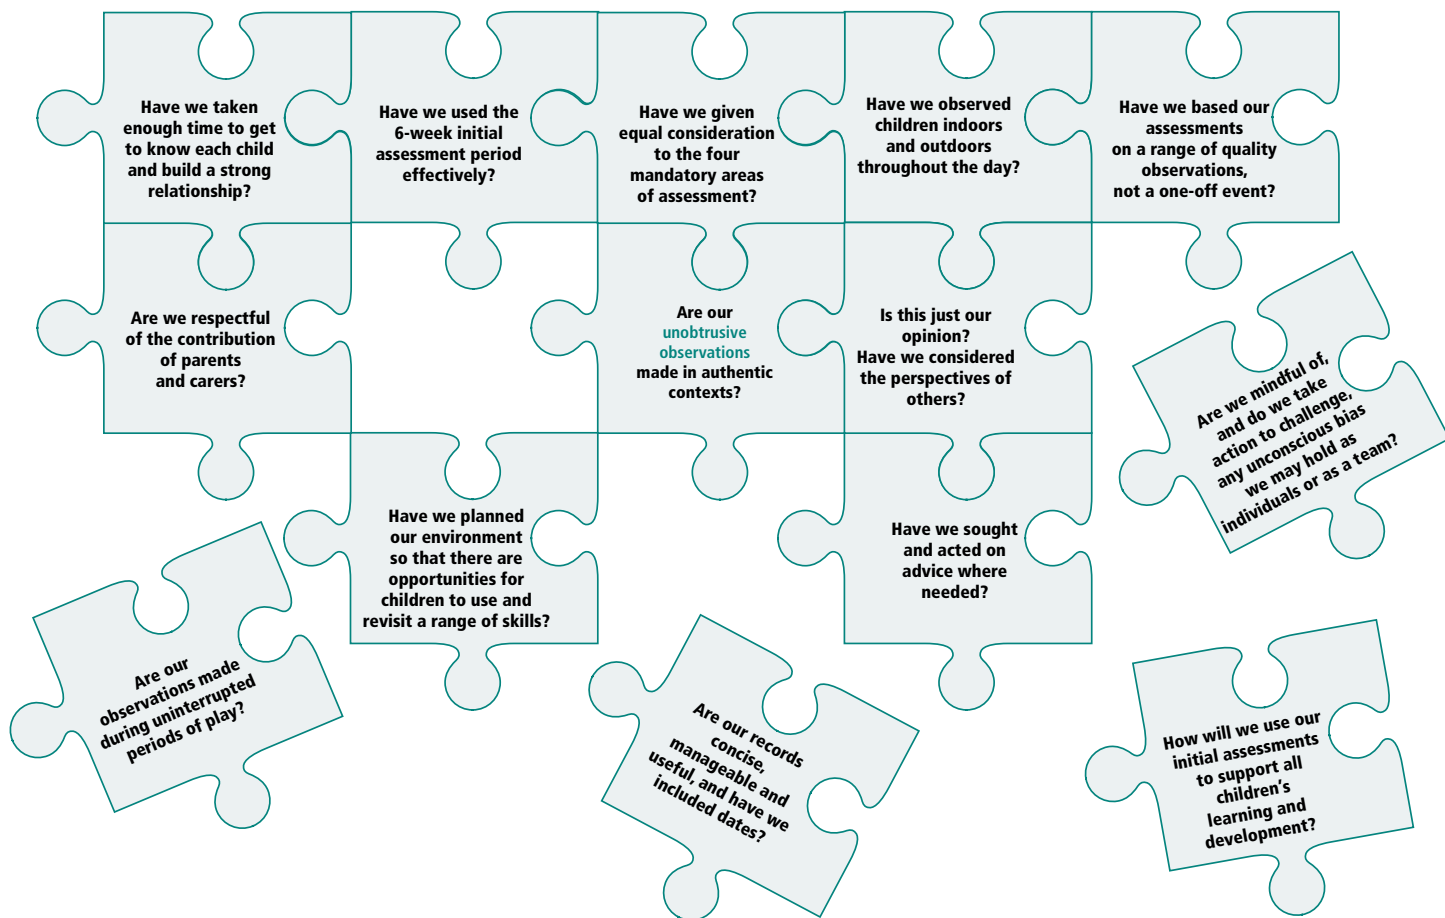 Have we taken
enough time to get
to know each child
and build a strong
relationship?
Have we used the
6-week initial
assessment period
effectively?
Have we given
equal consideration
to the four
mandatory areas
of assessment?
Have we observed
children indoors
and outdoors
throughout the day?
Have we based our
assessments
on a range of quality
observations,
not a one-off event?
Are we respectful
of the contribution
of parents
and carers?
Are our
unobtrusive
observations
made in authentic
contexts?
Is this just our
opinion?
Have we considered
the perspectives of
others?
Are we mindful of,
and do we take
action to challenge,
any unconscious bias
we may hold as
individuals or as a team?
Have we planned
our environment
so that there are
opportunities for
children to use and
revisit a range of skills?
Have we sought
and acted on
advice where
needed?
Are our
observations made
during uninterrupted
periods of play?
Are our records
concise,
manageable and
useful, and have we
included dates?
How will we use our
initial assessments
to support all
children’s
learning and
development?